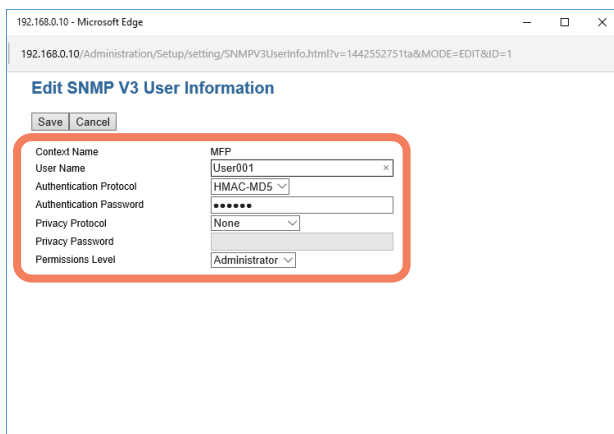 192.168.0.10 - Microsoft Edge
192.168.0.10/Administration/Setup/setting/SNMPV3UserInfo.html?v=1442552751ta&MODE=EDIT&ID=1
Edit SNMP V3 User Information
Save Cancel
Context Name MFP
User Name User001 ×
Authentication Protocol HMAC-MD5
Authentication Password ••••••
Privacy Protocol None
Privacy Password
Permissions Level Administrator